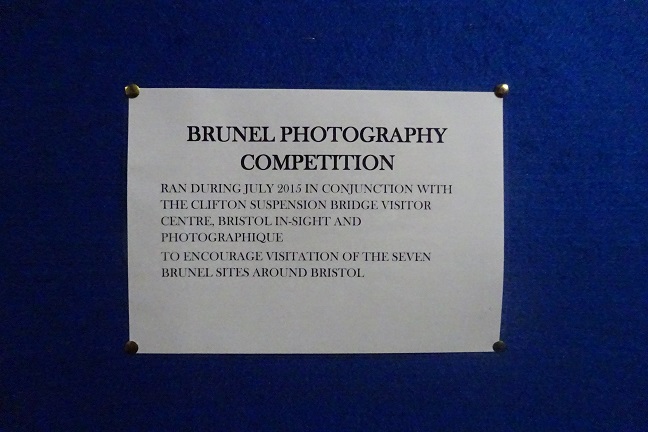 BRUNEL PHOTOGRAPHY
COMPETITION
RAN DURING JULY 2015 IN CONJUNCTION WITH
THE CLIFTON SUSPENSION BRIDGE VISITOR
CENTRE, BRISTOL IN-SIGHT AND
PHOTOGRAPHIQUE
TO ENCOURAGE VISITATION OF THE SEVEN
BRUNEL SITES AROUND BRISTOL